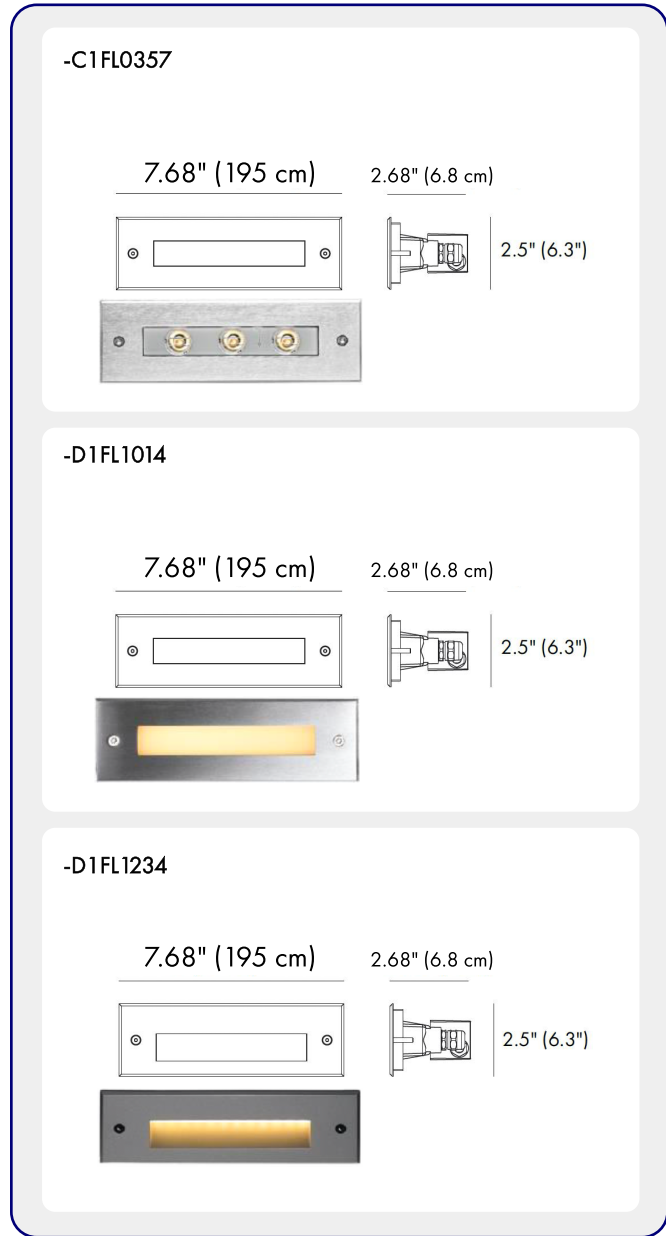 -C1FL0357
7.68" (195 cm) 2.68" (6.8 cm)
2.5" (6.3")
-D1FL1014
7.68" (195 cm) 2.68" (6.8 cm)
2.5" (6.3")
-D1FL1234
7.68" (195 cm) 2.68" (6.8 cm)
2.5" (6.3")